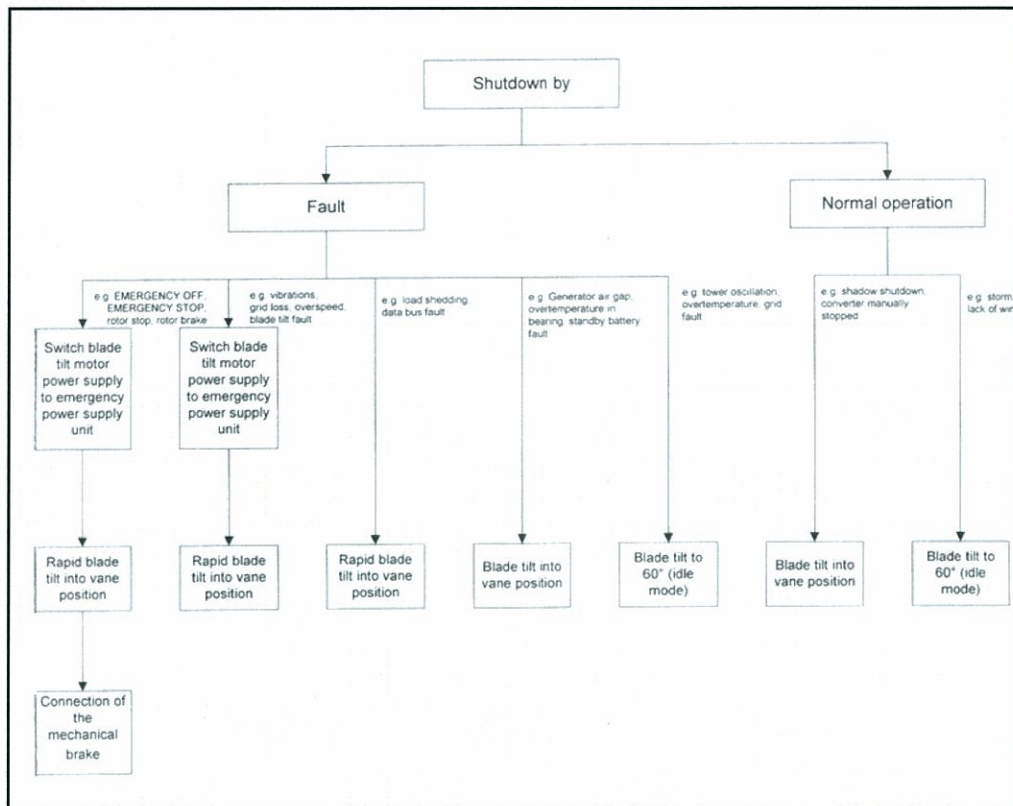 Shutdown by
Fault
Normal operation
e.g. EMERGENCY OFF,
EMERGENCY STOP,
rotor stop, rotor brake
e.g. vibrations,
grid loss, overspeed,
blade tilt fault
e.g. load shedding,
data bus fault
e.g. Generator air gap,
overtemperature in
bearing, standby battery
fault
e.g. tower oscillation,
overtemperature, grid
fault
e.g. shadow shutdown,
converter manually
stopped
e.g. storm,
lack of
Switch blade
tilt motor
power supply
to emergency
power supply
unit
Switch blade
tilt motor
power supply
to emergency
power supply
unit
Rapid blade
tilt into vane
position
Rapid blade
tilt into vane
position
Rapid blade
tilt into vane
position
Blade tilt into
vane position
Blade tilt to
60° (idle
mode)
Blade tilt into
vane position
Blade tilt to
60° (idle
mode)
Connection of
the
mechanical
brake